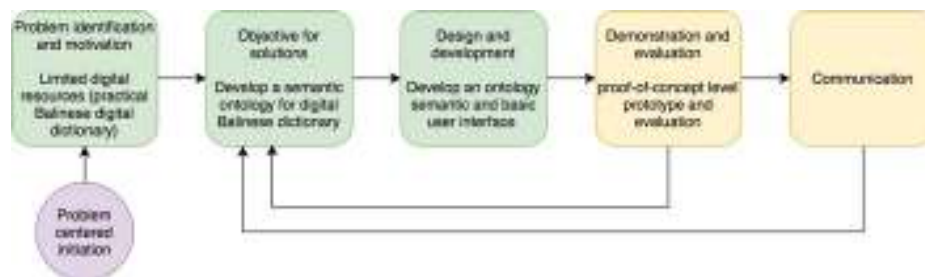 Problem identification
and motivation
Limited digital
resources (practical
Balinese digital
dictionary)
Objective for
solutions
Develop a semantic
ontology for digital
Balinese dictionary
Design and
development
Develop an ontology
semantic and basic
user interface
Demonstration and
evaluation
proof-of-concept level
prototype and
evaluation
Communication
Problem
centered
initiation